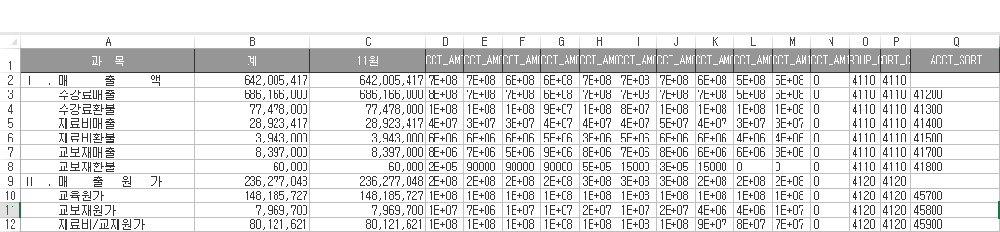 A B C D E F G H I J K L M N O P Q
1 과 목 계 11월 CCT_AM CCT_AM CCT_AM CCT_AM CCT_AM CCT_AM CCT_AM CCT_AM CCT_AM CCT_AM1 CCT_AM1 ROUP_ ORT_C ACCT_SORT
2 Ⅰ . 매 출 액 642,005,417 642,005,417 7E+08 7E+08 7E+08 6E+08 7E+08 7E+08 7E+08 6E+08 5E+08 5E+08 0 4110 4110
3 수강료매출 686,166,000 686,166,000 8E+08 7E+08 7E+08 6E+08 7E+08 7E+08 7E+08 7E+08 5E+08 6E+08 0 4110 4110 41200
4 수강료환불 77,478,000 77,478,000 1E+08 1E+08 1E+08 9E+07 1E+08 8E+07 1E+08 1E+08 1E+08 1E+08 0 4110 4110 41300
5 재료비매출 28,923,417 28,923,417 4E+07 3E+07 3E+07 4E+07 4E+07 4E+07 5E+07 4E+07 3E+07 3E+07 0 4110 4110 41400
6 재료비환불 3,943,000 3,943,000 6E+06 4E+06 5E+06 5E+06 3E+06 5E+06 6E+06 4E+06 4E+06 4E+06 0 4110 4110 41500
7 교보재매출 8,397,000 8,397,000 8E+06 7E+06 5E+06 9E+06 8E+06 7E+06 8E+06 6E+06 6E+06 8E+06 0 4110 4110 41700
8 교보재환불 60,000 60,000 2E+05 90000 90000 90000 5E+05 15000 3E+05 15000 0 0 0 4110 4110 41800
9 Ⅱ . 매 출 원 가 236,277,048 236,277,048 2E+08 2E+08 2E+08 2E+08 3E+08 3E+08 3E+08 2E+08 2E+08 2E+08 0 4120 4120
10 교육원가 148,185,727 148,185,727 1E+08 1E+08 1E+08 1E+08 1E+08 1E+08 1E+08 1E+08 1E+08 1E+08 0 4120 4120 45700
11 교보재원가 7,969,700 7,969,700 1E+07 7E+06 1E+07 1E+07 2E+07 1E+07 2E+07 4E+06 4E+06 1E+07 0 4120 4120 45800
12 재료비/교재원가 80,121,621 80,121,621 1E+08 1E+08 1E+08 1E+08 1E+08 1E+08 1E+08 9E+07 8E+07 7E+07 0 4120 4120 45900